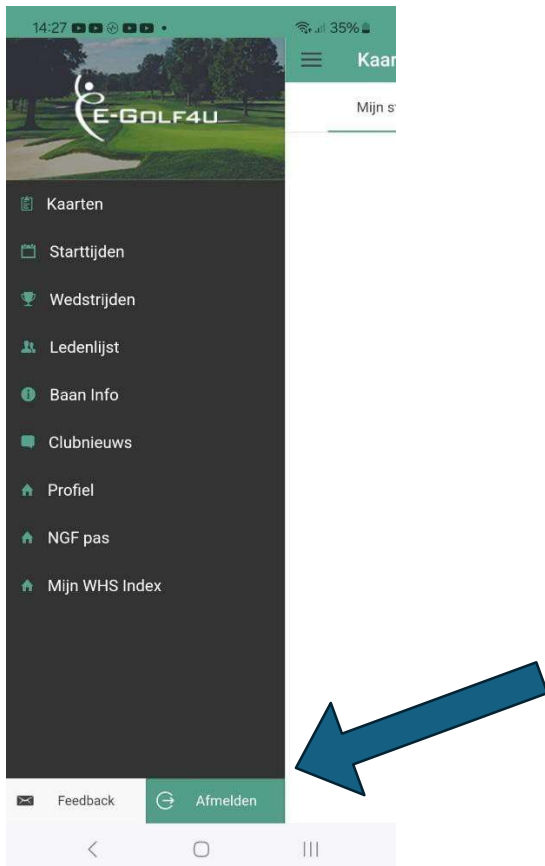 14:27
35%
E-GOLF4U
Kaar
Mijn s
Kaarten
Starttijden
Wedstrijden
Ledenlijst
Baan Info
Clubnieuws
Profiel
NGF pas
Mijn WHS Index
Feedback
Afmelden